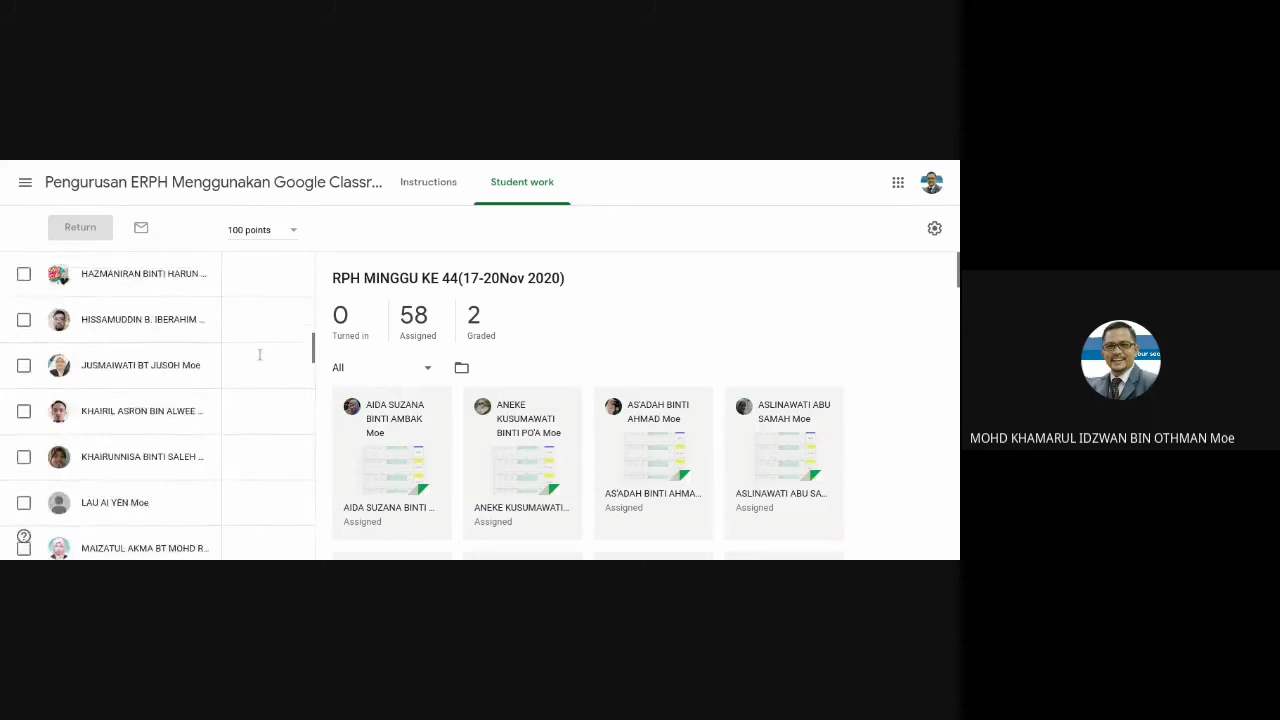 Pengurusan ERPH Menggunakan Google Classr...
Instructions
Student work
Return
100 points
HAZMANIRAN BINTI HARUN ...
HISSAMUDDIN B. IBERAHIM ...
JUSMAIWATI BT JUSOH Moe
KHAIRIL ASRON BIN ALWEE ...
KHAIRUNNISA BINTI SALEH ...
LAU AI YEN Moe
MAIZATUL AKMA BT MOHD R...
RPH MINGGU KE 44(17-20Nov 2020)
0
Turned in
58
Assigned
2
Graded
All
AIDA SUZANA
BINTI AMBAK
Moe
AIDA SUZANA BINTI ...
Assigned
ANEKE
KUSUMAWATI
BINTI PO'A Moe
ANEKE KUSUMAWATI...
Assigned
AS'ADAH BINTI
AHMAD Moe
AS'ADAH BINTI AHMA...
Assigned
ASLINAWATI ABU
SAMAH Moe
ASLINAWATI ABU SA...
Assigned
MOHD KHAMARUL IDZWAN BIN OTHMAN Moe